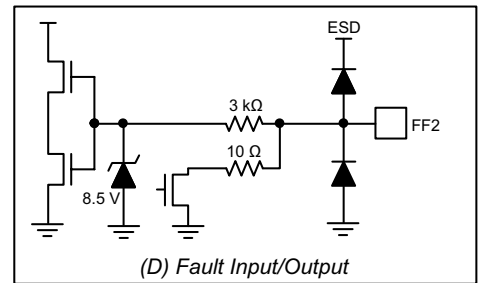 ESD
3 kΩ
FF2
10 Ω
8.5 V
(D) Fault Input/Output